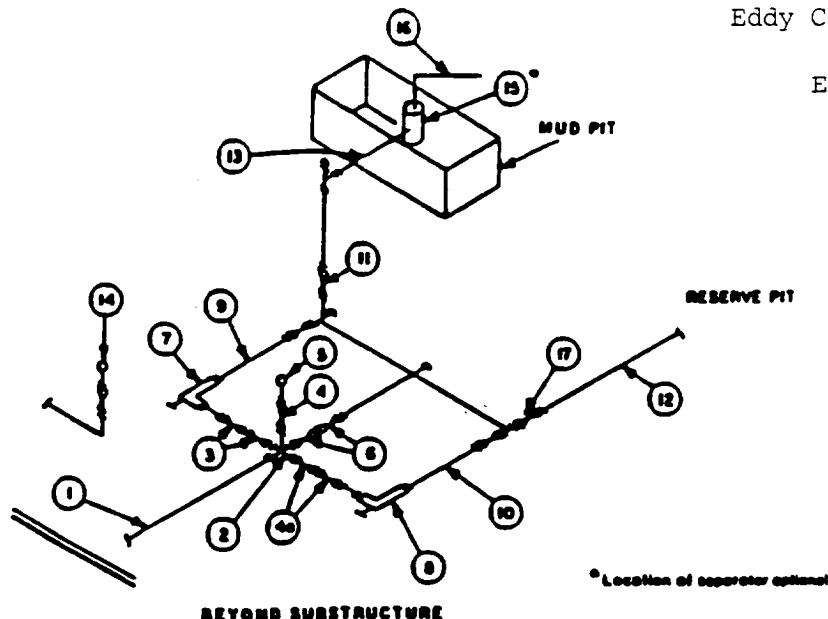 Eddy C
E
16
15*
MUD PIT
13
11
14
RESERVE PIT
9
7
5
17
4
12
3
6
1
2
4a
10
8
* Location of separator optional
BEYOND SUBSTRUCTURE